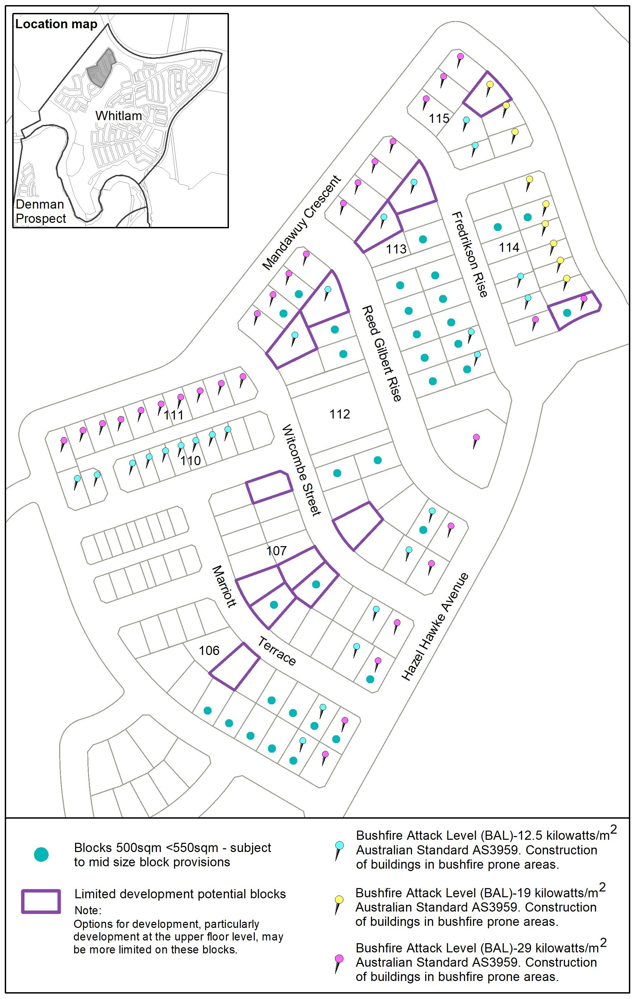 Location map
Whitlam
Denman
Prospect
115
Mandawuy Crescent
Fredrikson Rise
113
114
Reed Gilbert Rise
111
112
110
Witcombe Street
107
Marriott
Terrace
Hazel Hawke Avenue
106
Blocks 500sqm <550sqm - subject
to mid size block provisions
Limited development potential blocks
Note:
Options for development, particularly
development at the upper floor level, may
be more limited on these blocks.
Bushfire Attack Level (BAL)-12.5 kilowatts/m²
Australian Standard AS3959. Construction
of buildings in bushfire prone areas.
Bushfire Attack Level (BAL)-19 kilowatts/m²
Australian Standard AS3959. Construction
of buildings in bushfire prone areas.
Bushfire Attack Level (BAL)-29 kilowatts/m²
Australian Standard AS3959. Construction
of buildings in bushfire prone areas.